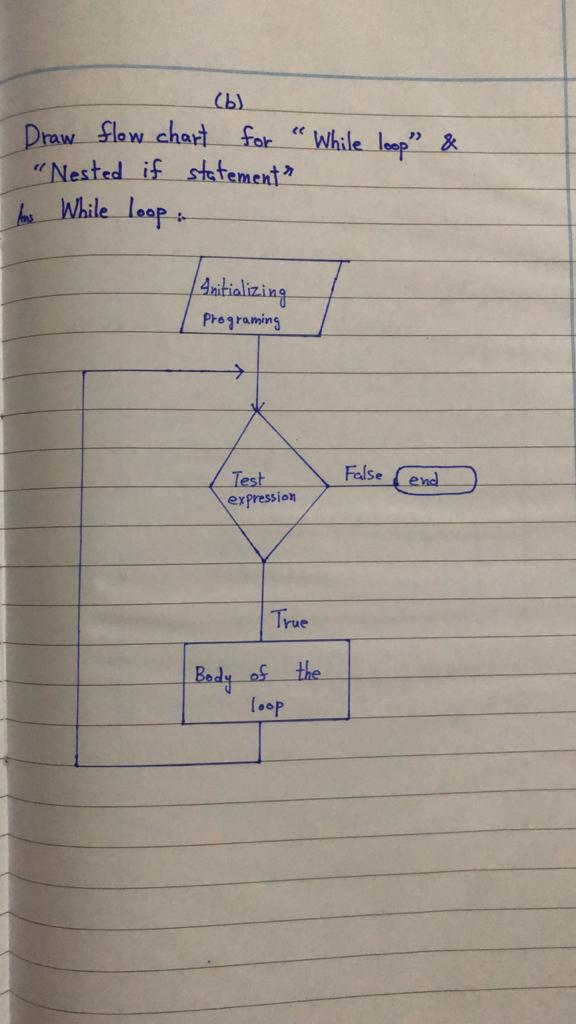 (b)
Draw flow chart for "While loop" &
"Nested if statement"
Ans While loop :-
Initializing
Programing
Test
expression
False
end
True
Body of the
loop